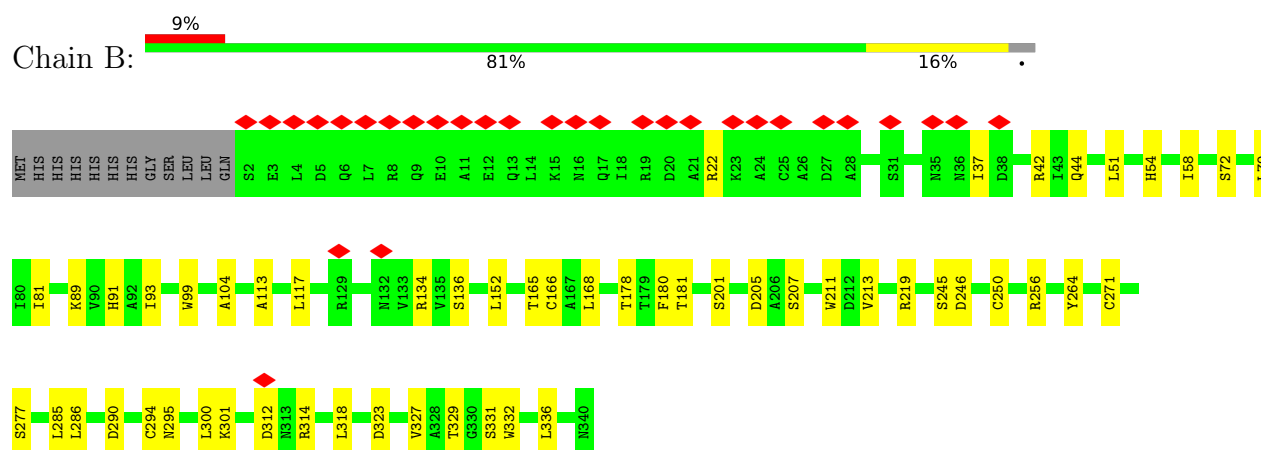 9%
Chain B:
81% 16% •
MET HIS HIS HIS HIS HIS HIS GLY SER LEU LEU GLN S2 E3 L4 D5 Q6 L7 R8 Q9 E10 A11 E12 Q13 L14 K15 N16 Q17 I18 R19 D20 A21 R22 K23 A24 C25 A26 D27 A28 S31 N35 N36 I37 D38 R42 I43 Q44 L51 H54 I58 S72
I80 I81 K89 V90 H91 A92 I93 W99 A104 A113 L117 R129 N132 V133 R134 V135 S136 L152 T165 C166 A167 L168 T178 T179 F180 T181 S201 D205 A206 S207 W211 D212 V213 R219 S245 D246 C250 R256 Y264 C271
S277 L285 L286 D290 C294 N295 L300 K301 D312 N313 R314 L318 D323 V327 A328 T329 G330 S331 W332 L336 N340